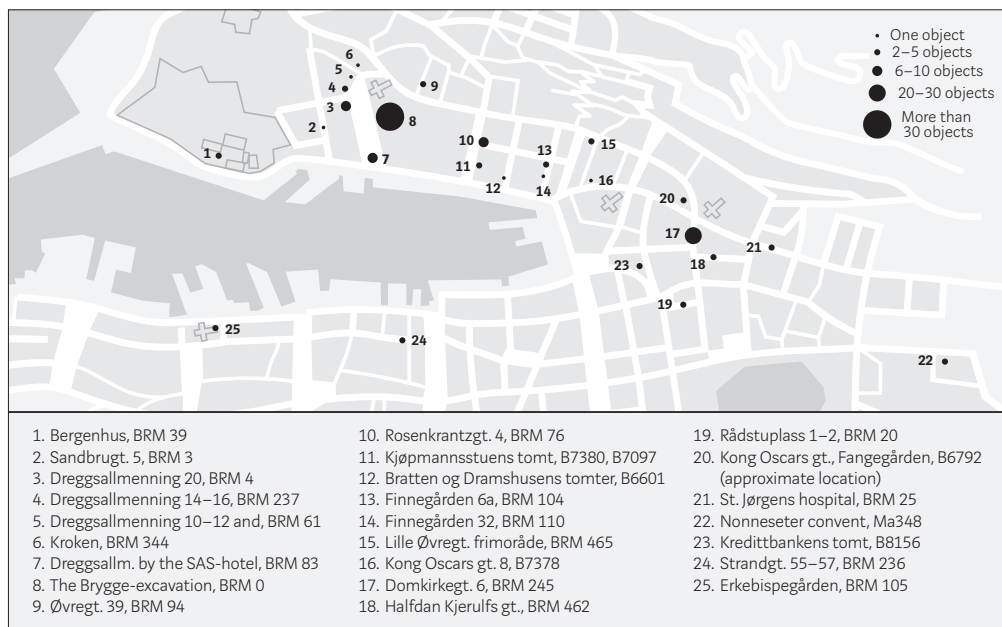 One object
2–5 objects
6–10 objects
20–30 objects
More than
30 objects
6
5
4
9
3
8
2
10
15
1
7
11
13
12
14
16
20
17
21
18
23
19
25
24
22
1. Bergenhus, BRM 39
2. Sandbrugt. 5, BRM 3
3. Dreggsallmenning 20, BRM 4
4. Dreggsallmenning 14–16, BRM 237
5. Dreggsallmenning 10–12 and, BRM 61
6. Kroken, BRM 344
7. Dreggsallm. by the SAS-hotel, BRM 83
8. The Brygge-excavation, BRM 0
9. Øvregt. 39, BRM 94
10. Rosenkrantzgt. 4, BRM 76
11. Kjøpmannsstuens tomt, B7380, B7097
12. Bratten og Dramshusens tomter, B6601
13. Finnegården 6a, BRM 104
14. Finnegården 32, BRM 110
15. Lille Øvregt. frimoråde, BRM 465
16. Kong Oscars gt. 8, B7378
17. Domkirkegt. 6, BRM 245
18. Halfdan Kjerulfs gt., BRM 462
19. Rådstuplass 1–2, BRM 20
20. Kong Oscars gt., Fangegården, B6792
(approximate location)
21. St. Jørgens hospital, BRM 25
22. Nonneseter convent, Ma348
23. Kredittbankens tomt, B8156
24. Strandgt. 55–57, BRM 236
25. Erkebispegården, BRM 105